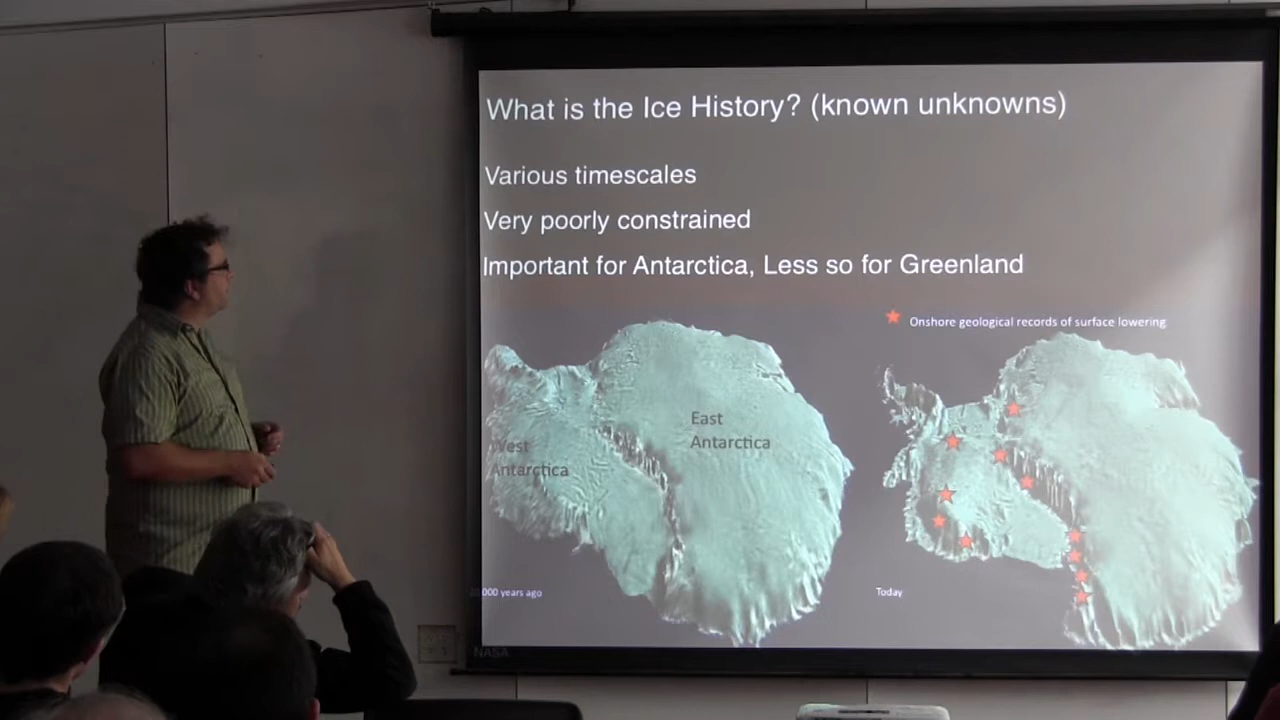 What is the Ice History? (known unknowns)
Various timescales
Very poorly constrained
Important for Antarctica, Less so for Greenland
Onshore geological records of surface lowering
East
Antarctica
West
Antarctica
000 years ago
Today
NASA